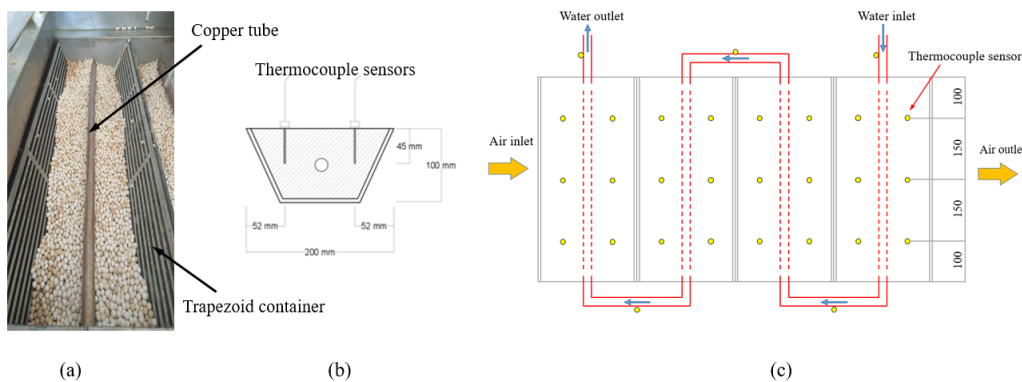 Copper tube
Trapezoid container
(a)
Thermocouple sensors
45 mm
100 mm
52 mm
52 mm
200 mm
(b)
Water outlet
Water inlet
Thermocouple sensor
Air inlet
Air outle
100
150
150
100
(c)